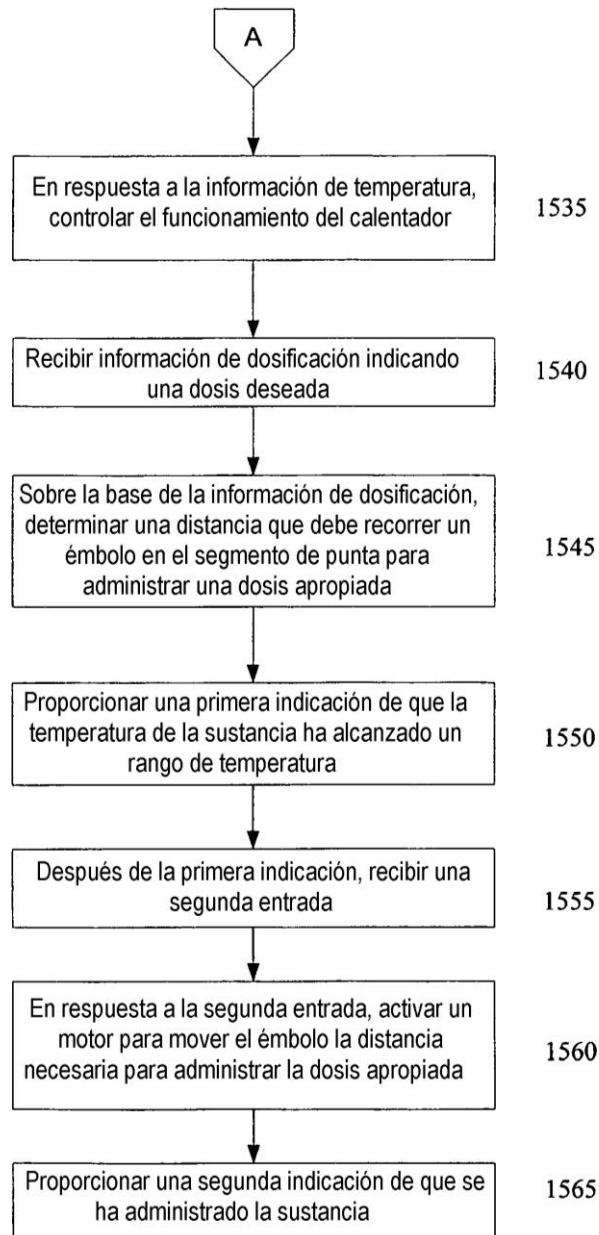 A
En respuesta a la información de temperatura,
controlar el funcionamiento del calentador
1535
Recibir información de dosificación indicando
una dosis deseada
1540
Sobre la base de la información de dosificación,
determinar una distancia que debe recorrer un
émbolo en el segmento de punta para
administrar una dosis apropiada
1545
Proporcionar una primera indicación de que la
temperatura de la sustancia ha alcanzado un
rango de temperatura
1550
Después de la primera indicación, recibir una
segunda entrada
1555
En respuesta a la segunda entrada, activar un
motor para mover el émbolo la distancia
necesaria para administrar la dosis apropiada
1560
Proporcionar una segunda indicación de que se
ha administrado la sustancia
1565